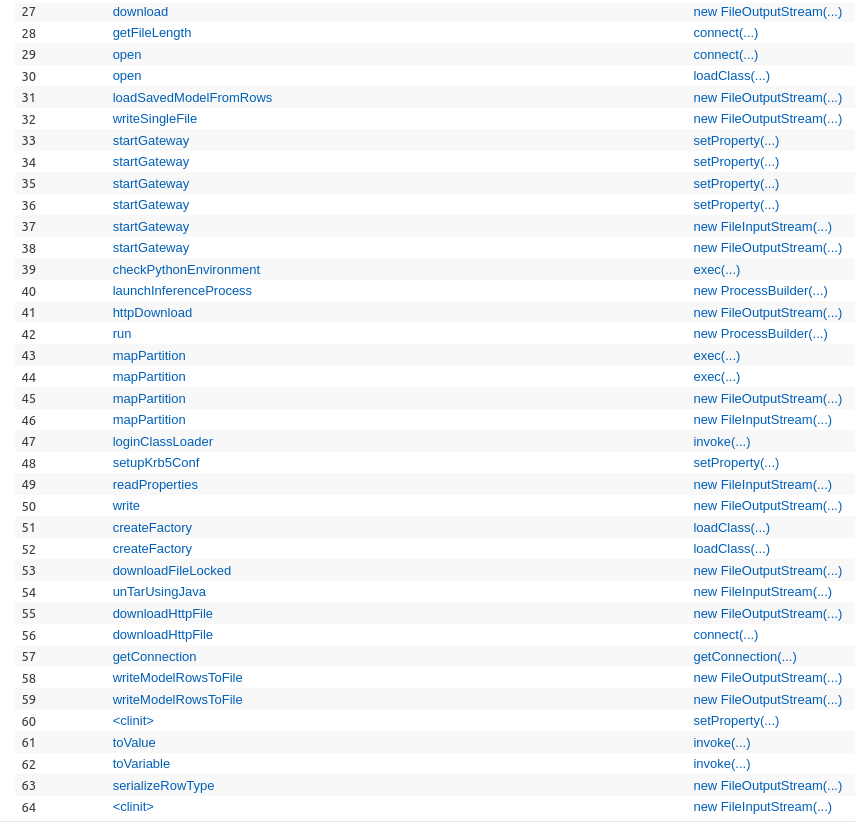 27 download new FileOutputStream(...)
28 getFileLength connect(...)
29 open connect(...)
30 open loadClass(...)
31 loadSavedModelFromRows new FileOutputStream(...)
32 writeSingleFile new FileOutputStream(...)
33 startGateway setProperty(...)
34 startGateway setProperty(...)
35 startGateway setProperty(...)
36 startGateway setProperty(...)
37 startGateway new FileInputStream(...)
38 startGateway new FileOutputStream(...)
39 checkPythonEnvironment exec(...)
40 launchInferenceProcess new ProcessBuilder(...)
41 httpDownload new FileOutputStream(...)
42 run new ProcessBuilder(...)
43 mapPartition exec(...)
44 mapPartition exec(...)
45 mapPartition new FileOutputStream(...)
46 mapPartition new FileInputStream(...)
47 loginClassLoader invoke(...)
48 setupKrb5Conf setProperty(...)
49 readProperties new FileInputStream(...)
50 write new FileOutputStream(...)
51 createFactory loadClass(...)
52 createFactory loadClass(...)
53 downloadFileLocked new FileOutputStream(...)
54 unTarUsingJava new FileInputStream(...)
55 downloadHttpFile new FileOutputStream(...)
56 downloadHttpFile connect(...)
57 getConnection getConnection(...)
58 writeModelRowsToFile new FileOutputStream(...)
59 writeModelRowsToFile new FileOutputStream(...)
60 <clinit> setProperty(...)
61 toValue invoke(...)
62 toVariable invoke(...)
63 serializeRowType new FileOutputStream(...)
64 <clinit> new FileInputStream(...)